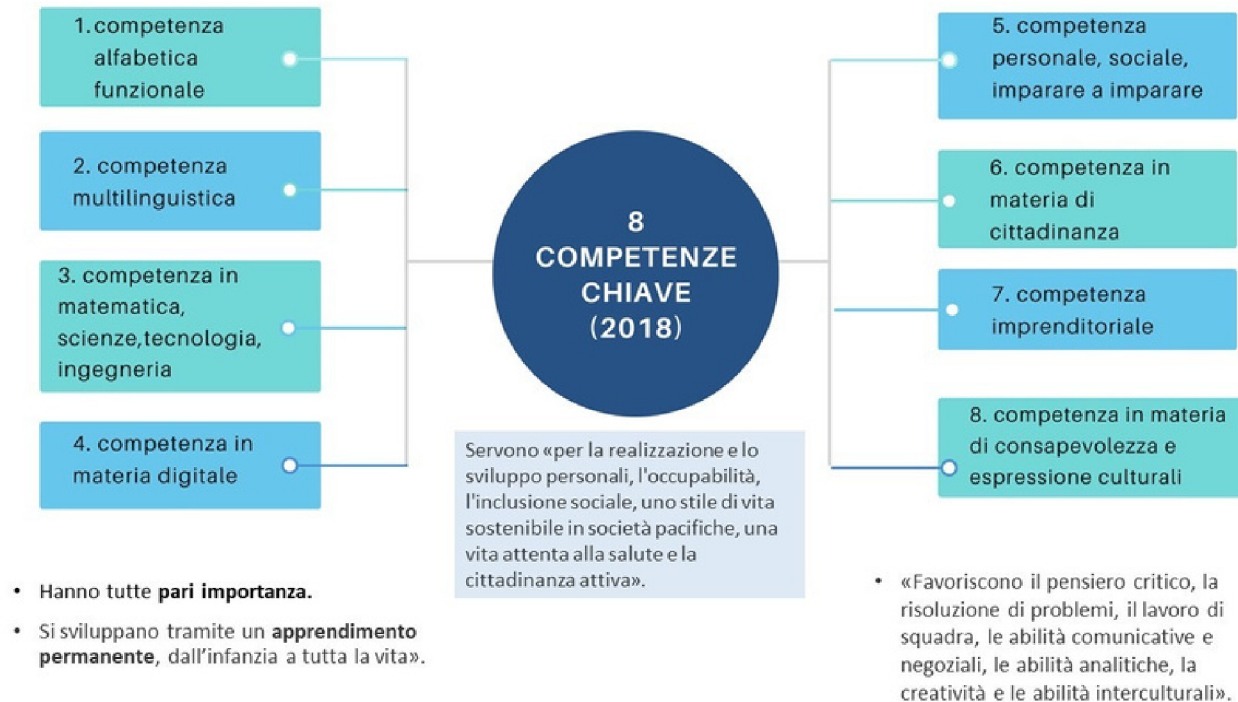 1. competenza
alfabetica
funzionale
2. competenza
multilinguistica
3. competenza in
matematica,
scienze,tecnologia,
ingegneria
4. competenza in
materia digitale
8
COMPETENZE
CHIAVE
(2018)
Servono «per la realizzazione e lo
sviluppo personali, l'occupabilità,
l'inclusione sociale, uno stile di vita
sostenibile in società pacifiche, una
vita attenta alla salute e la
cittadinanza attiva».
5. competenza
personale, sociale,
imparare a imparare
6. competenza in
materia di
cittadinanza
7. competenza
imprenditoriale
8. competenza in materia
di consapevolezza e
espressione culturali
• Hanno tutte pari importanza.
• Si sviluppano tramite un apprendimento
permanente, dall’infanzia a tutta la vita».
• «Favoriscono il pensiero critico, la
risoluzione di problemi, il lavoro di
squadra, le abilità comunicative e
negoziali, le abilità analitiche, la
creatività e le abilità interculturali».